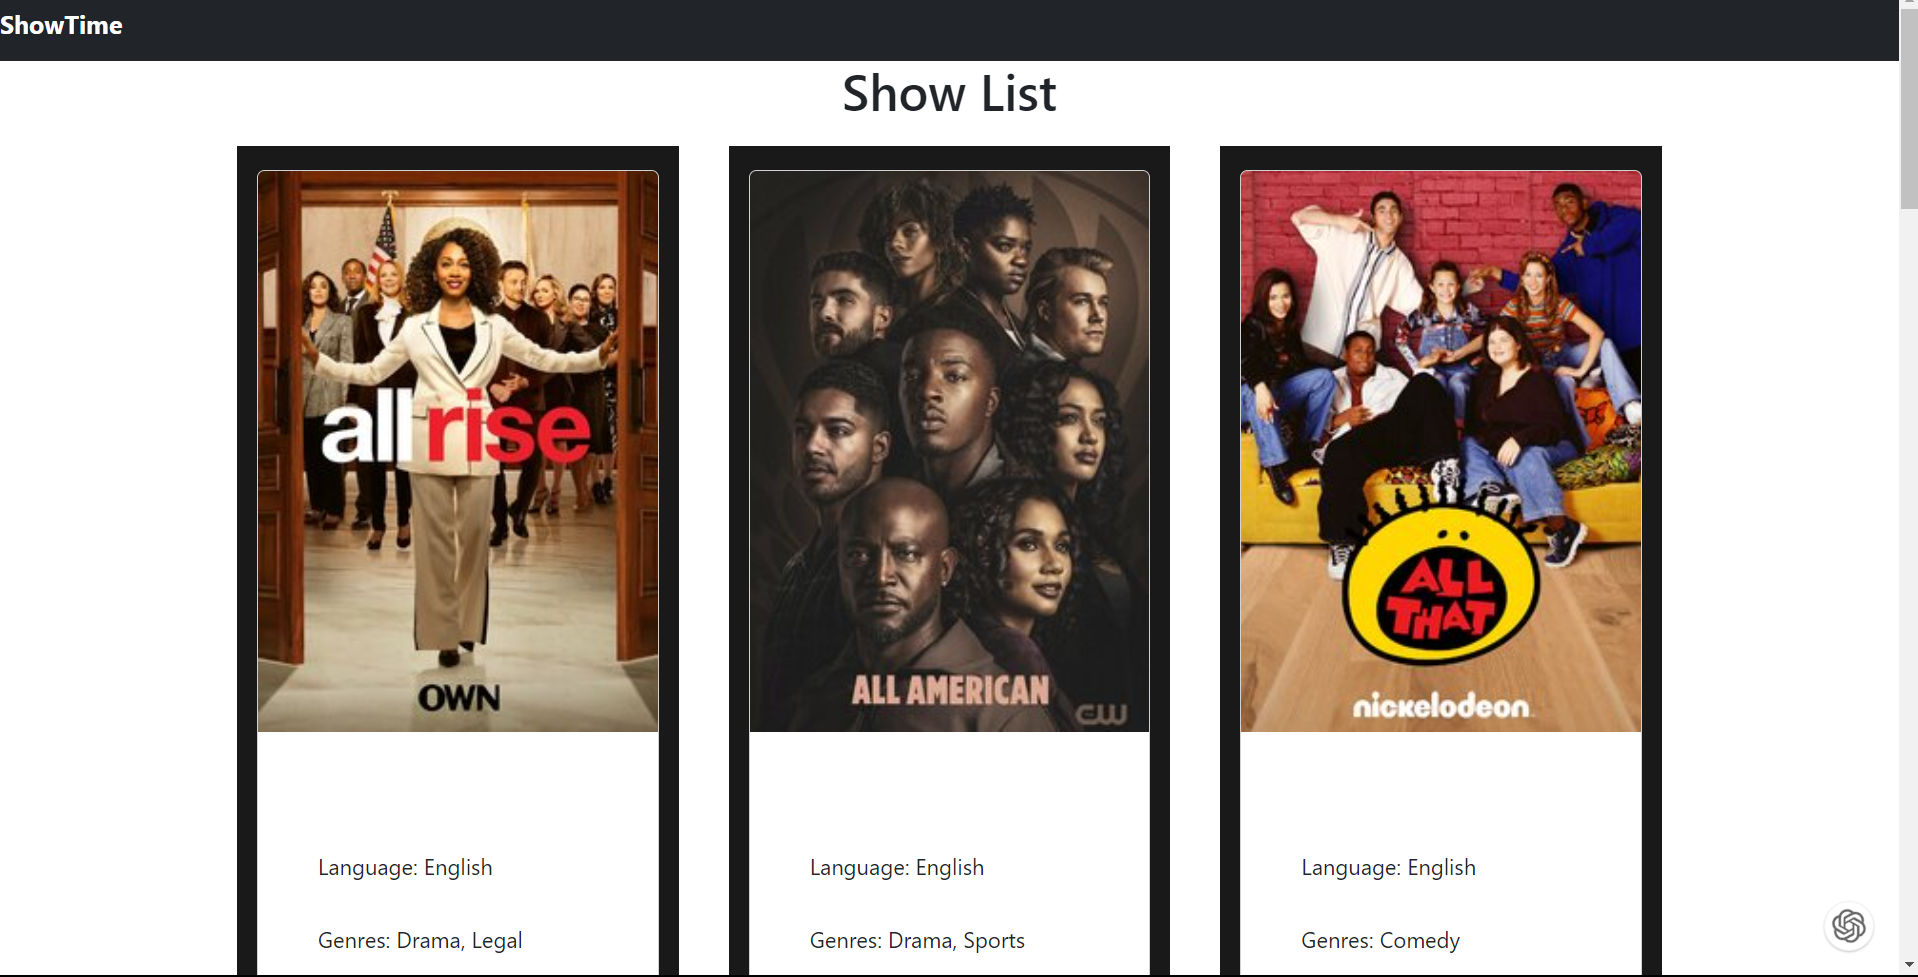 ShowTime
Show List
all rise
OWN
ALL AMERICAN
CW
ALL
THAT
nickelodeon
Language: English
Language: English
Language: English
Genres: Drama, Legal
Genres: Drama, Sports
Genres: Comedy